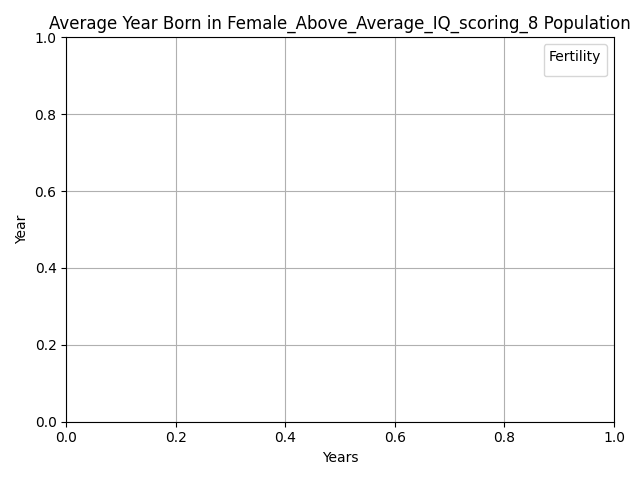 Average Year Born in Female_Above_Average_IQ_scoring_8 Population
Fertility
Year
1.0
0.8
0.6
0.4
0.2
0.0
0.0 0.2 0.4 0.6 0.8 1.0
Years